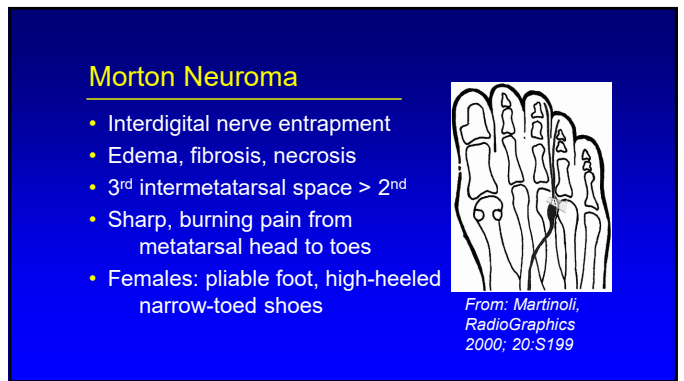 Morton Neuroma
• Interdigital nerve entrapment
• Edema, fibrosis, necrosis
• 3rd intermetatarsal space > 2nd
• Sharp, burning pain from
metatarsal head to toes
• Females: pliable foot, high-heeled
narrow-toed shoes
From: Martinoli,
RadioGraphics
2000; 20:S199